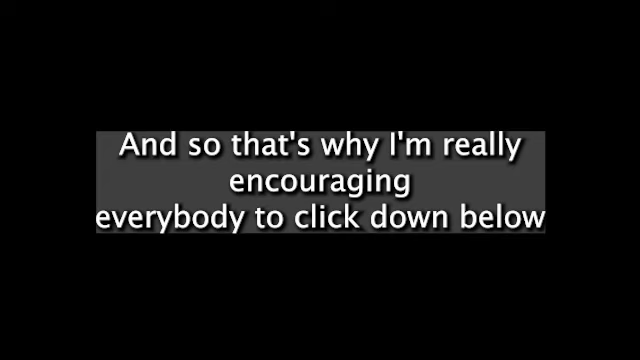 And so that's why I'm really
encouraging
everybody to click down below